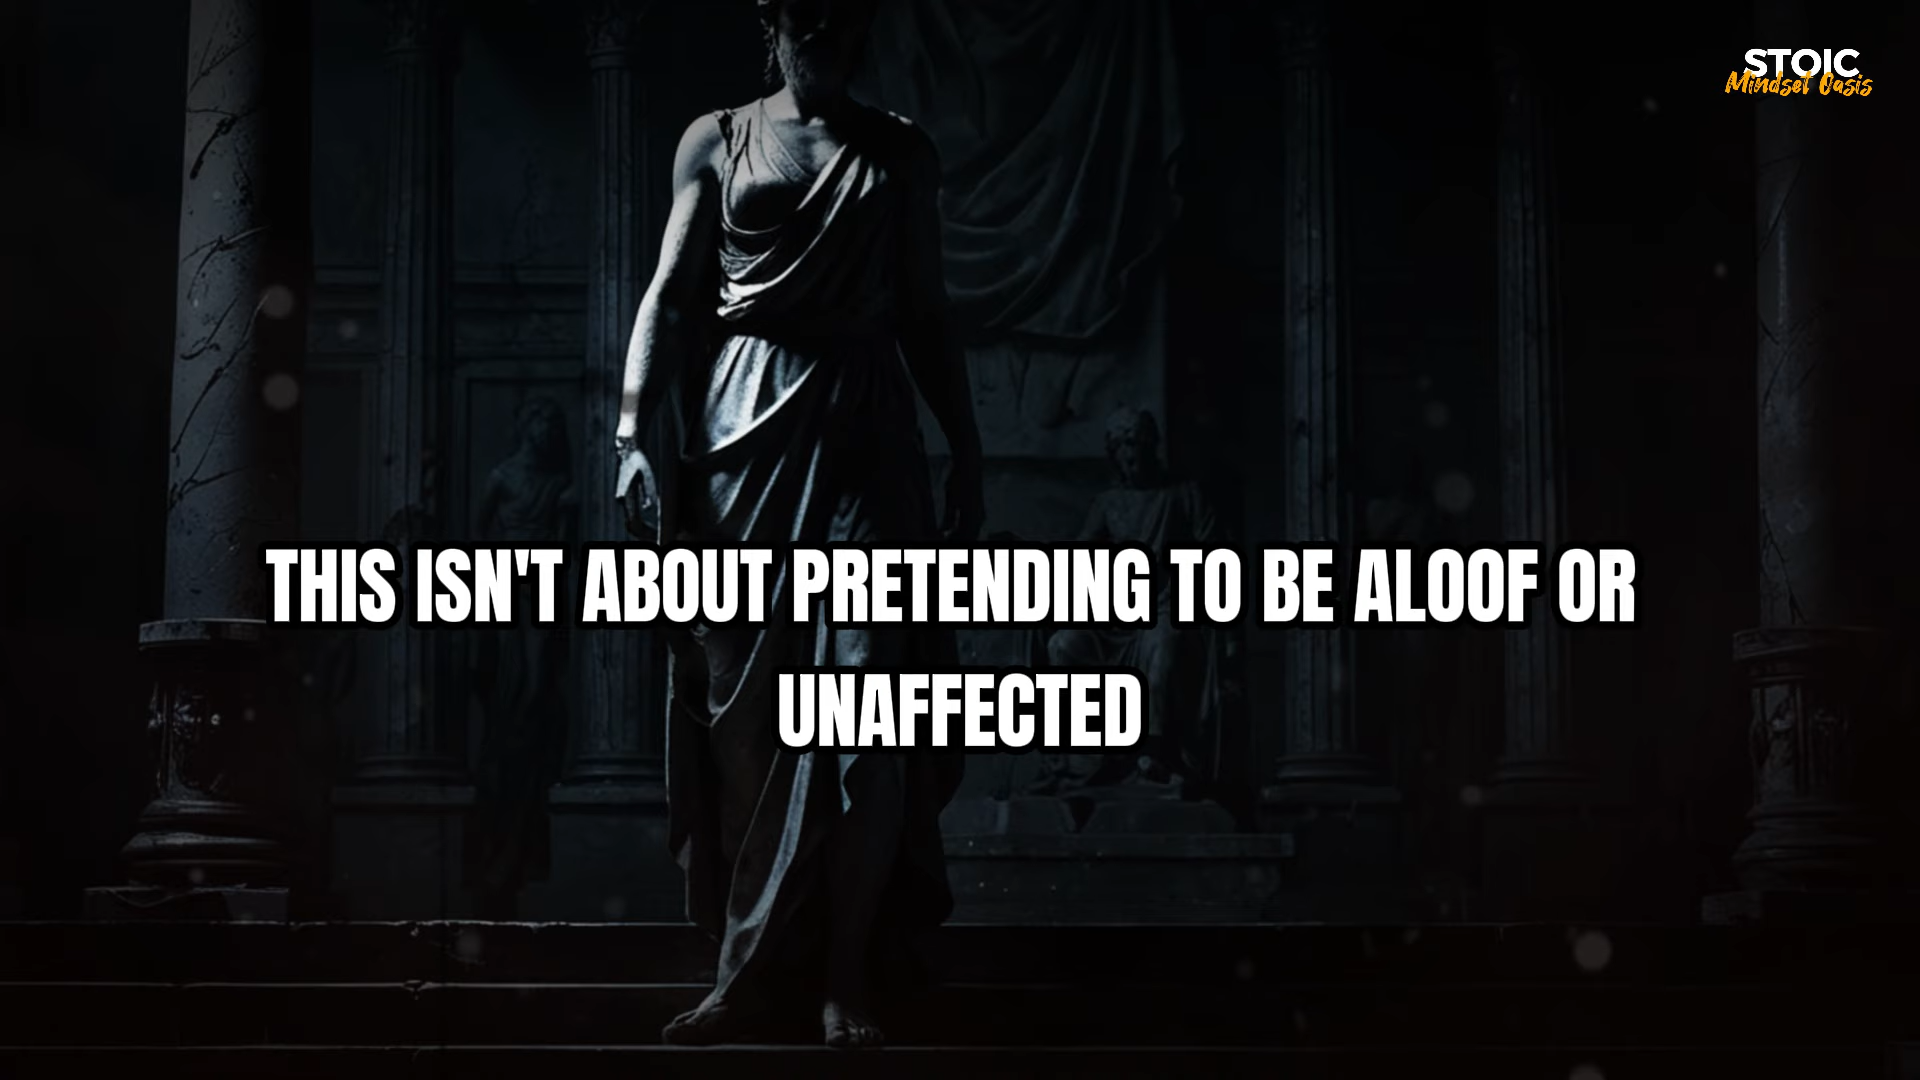 STOIC
Mindset Oasis
THIS ISN'T ABOUT PRETENDING TO BE ALOOF OR
UNAFFECTED